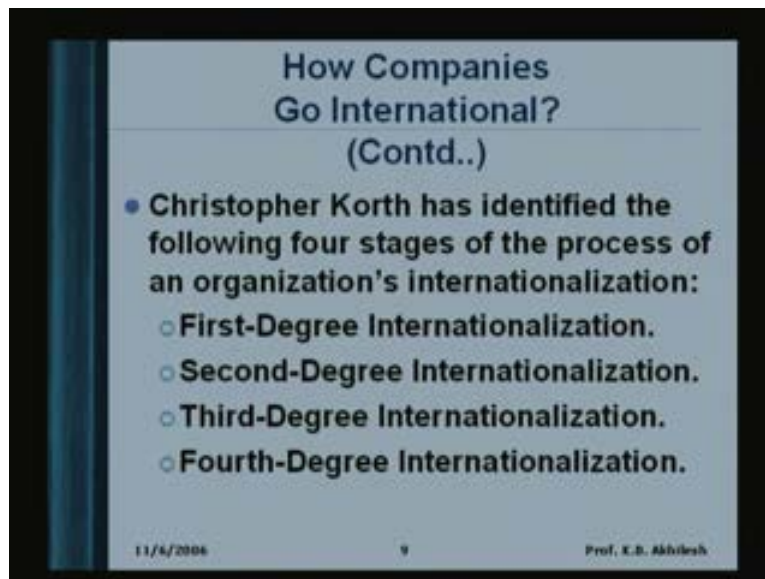 How Companies
Go International?
(Contd..)
Christopher Korth has identified the
following four stages of the process of
an organization's internationalization:
First-Degree Internationalization.
Second-Degree Internationalization.
Third-Degree Internationalization.
Fourth-Degree Internationalization.
11/6/2006 9 Prof. K.B. Akhilesh